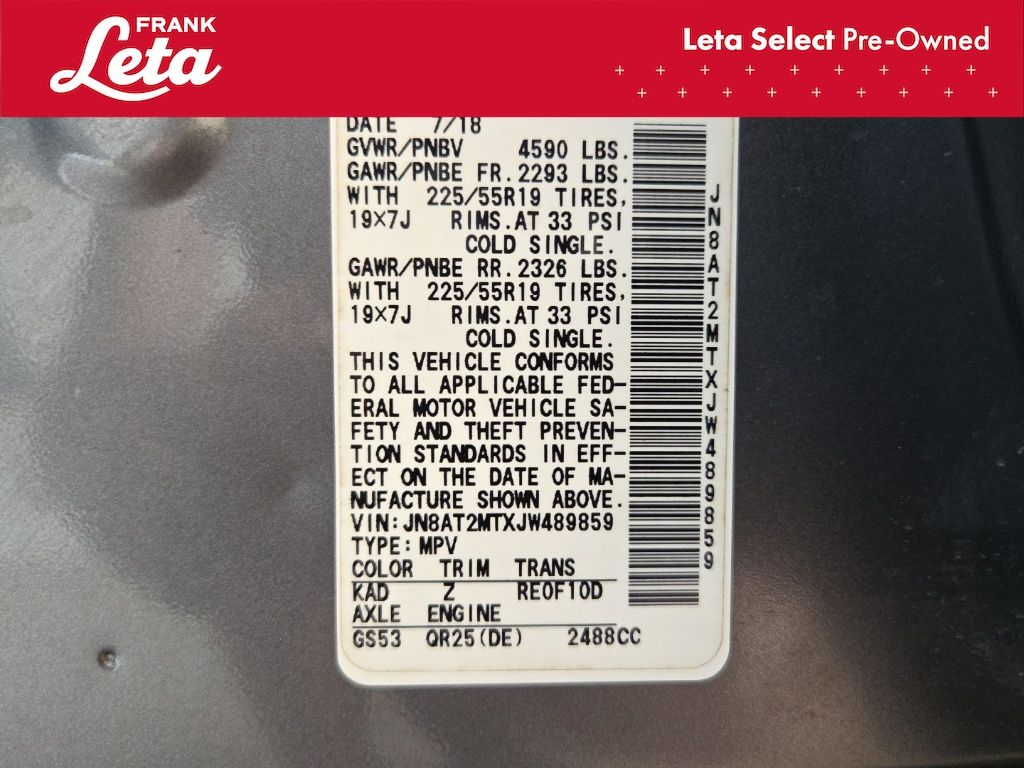 FRANK
Leta
Leta Select Pre-Owned
DATE 7/18
GVWR/PNBV 4590 LBS.
GAWR/PNBE FR. 2293 LBS.
WITH 225/55R19 TIRES,
19×7J RIMS. AT 33 PSI
COLD SINGLE.
GAWR/PNBE RR. 2326 LBS.
WITH 225/55R19 TIRES,
19×7J RIMS. AT 33 PSI
COLD SINGLE.
THIS VEHICLE CONFORMS
TO ALL APPLICABLE FED-
ERAL MOTOR VEHICLE SA-
FETY AND THEFT PREVEN-
TION STANDARDS IN EFF-
ECT ON THE DATE OF MA-
NUFACTURE SHOWN ABOVE.
VIN: JN8AT2MTXJW489859
TYPE: MPV
COLOR TRIM TRANS
KAD Z RE0F10D
AXLE ENGINE
GS53 QR25(DE) 2488CC
JN8AT2MTXJW489859